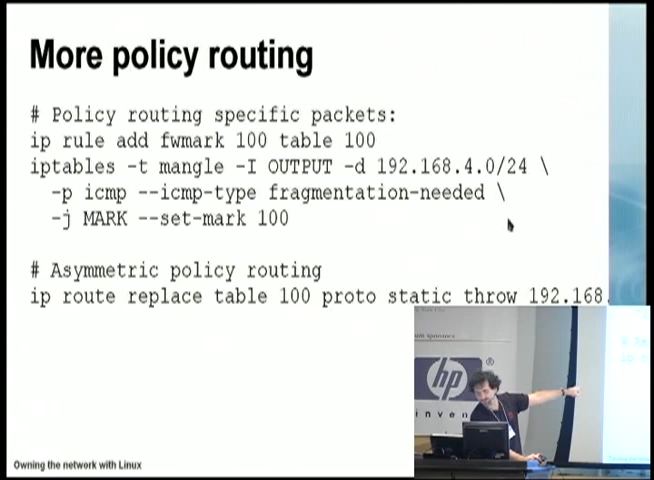 More policy routing
# Policy routing specific packets:
ip rule add fwmark 100 table 100
iptables -t mangle -I OUTPUT -d 192.168.4.0/24 \
-p icmp --icmp-type fragmentation-needed \
-j MARK --set-mark 100
# Asymmetric policy routing
ip route replace table 100 proto static throw 192.168.
hp
®
inven
Owning the network with Linux